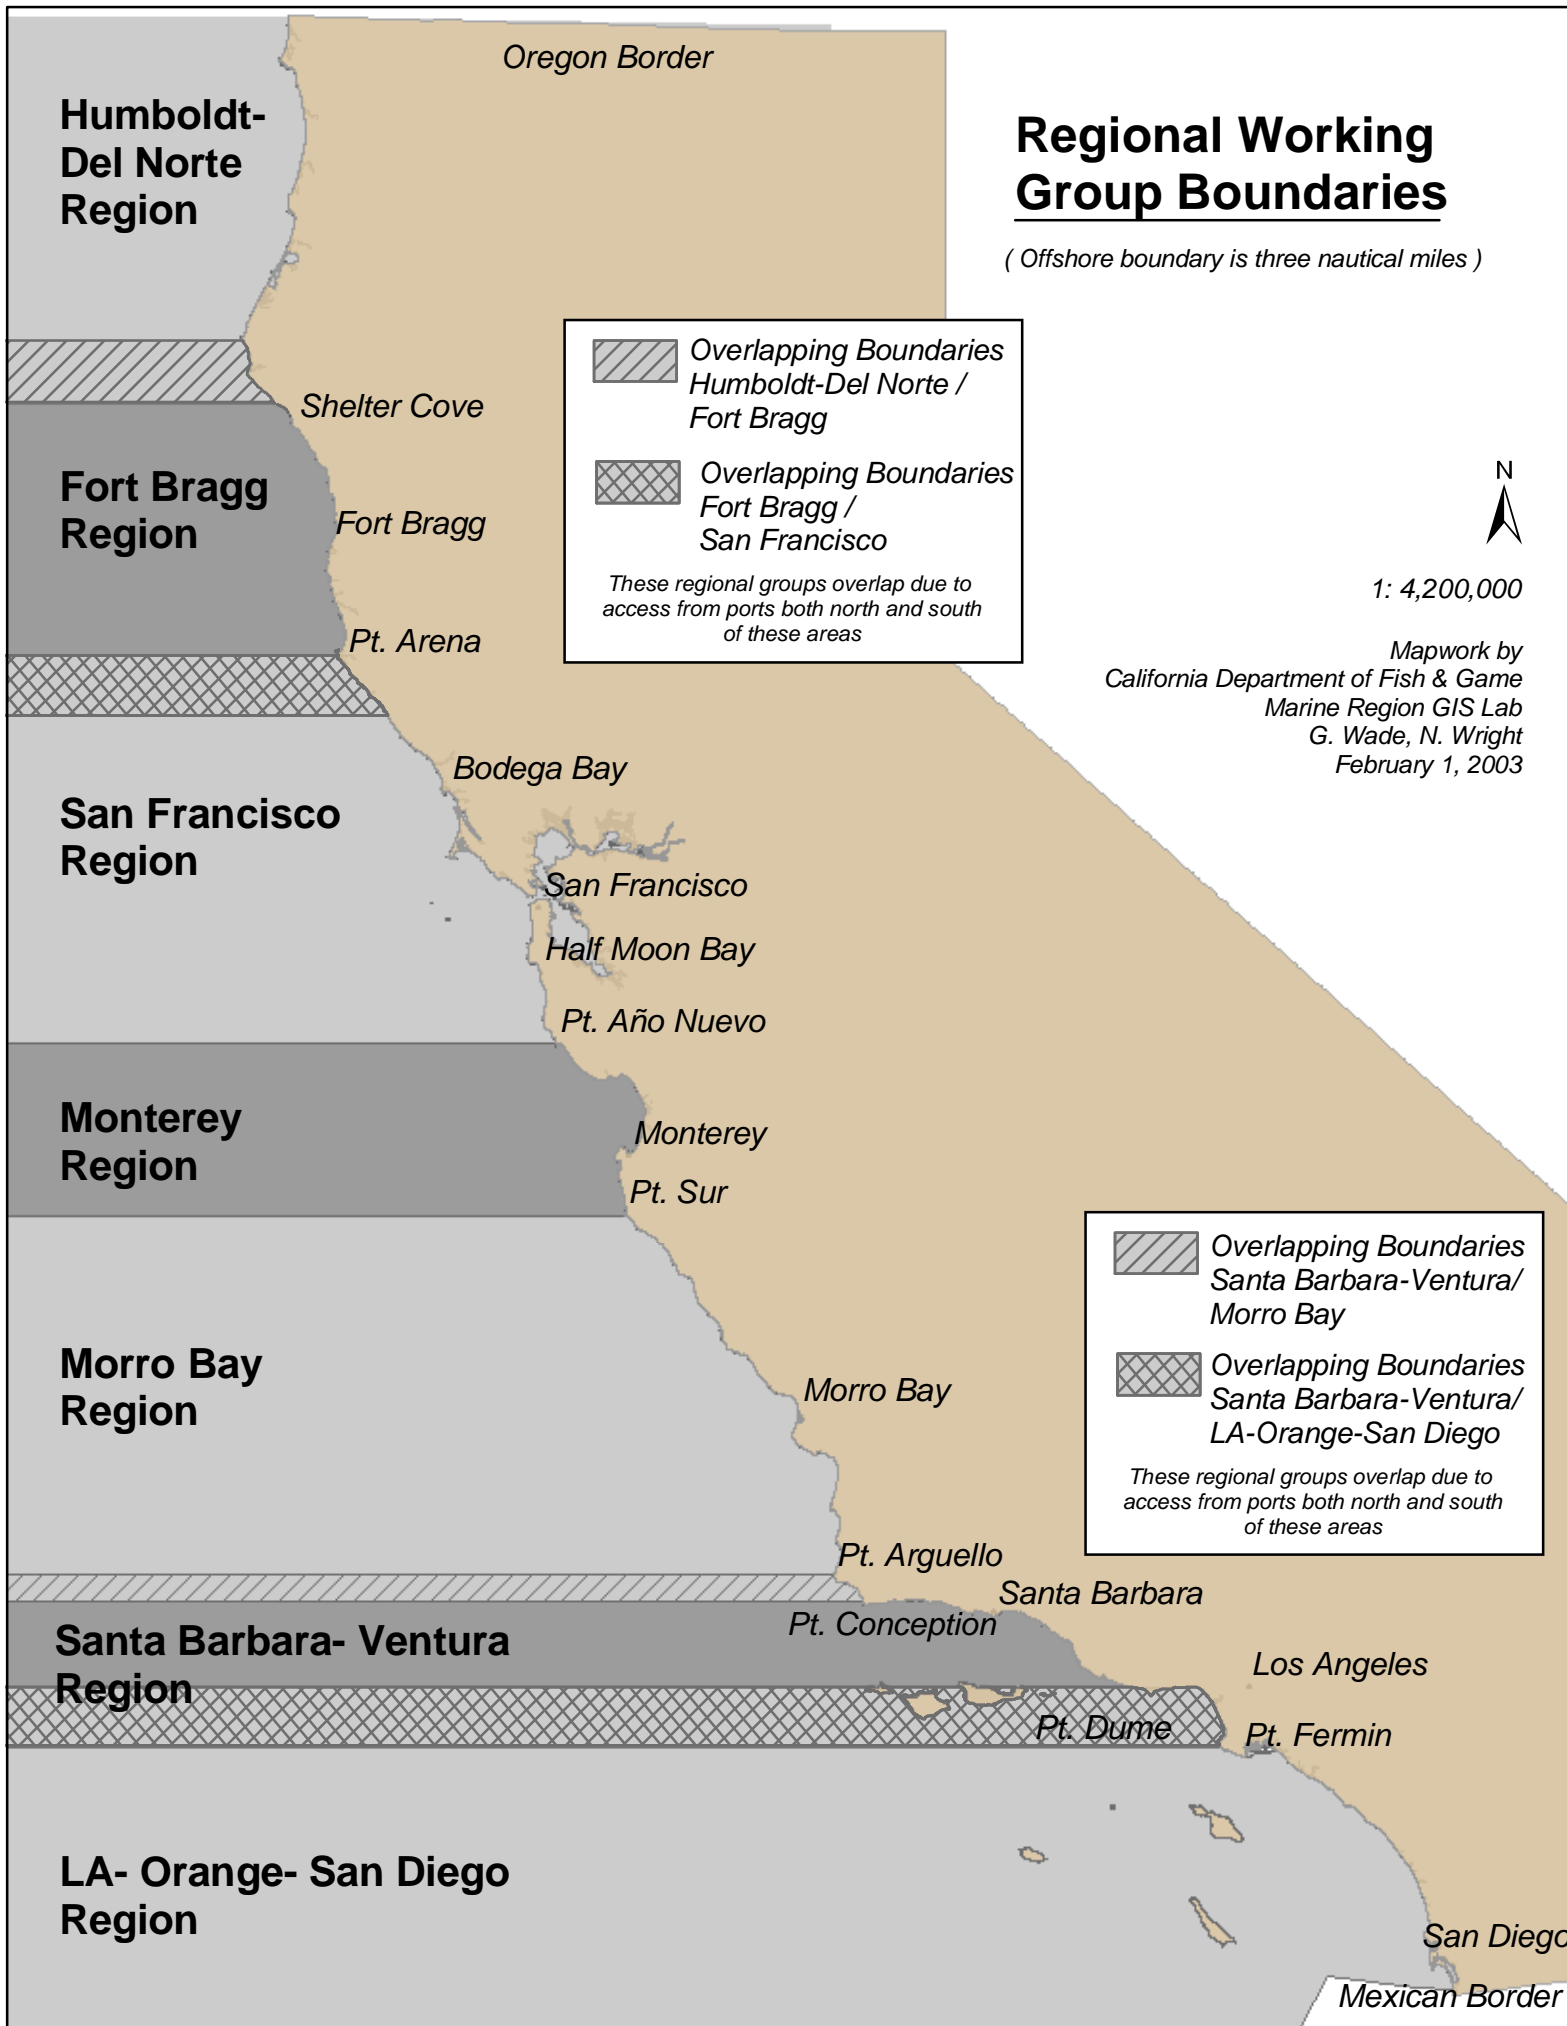 Oregon Border
Humboldt-
Del Norte
Region
Regional Working
Group Boundaries
( Offshore boundary is three nautical miles )
Overlapping Boundaries
Humboldt-Del Norte /
Fort Bragg
Overlapping Boundaries
Fort Bragg /
San Francisco
These regional groups overlap due to
access from ports both north and south
of these areas
Shelter Cove
Fort Bragg
Region
Fort Bragg
Pt. Arena
N
1: 4,200,000
Mapwork by
California Department of Fish & Game
Marine Region GIS Lab
G. Wade, N. Wright
February 1, 2003
Bodega Bay
San Francisco
Region
San Francisco
Half Moon Bay
Pt. Año Nuevo
Monterey
Region
Monterey
Pt. Sur
Overlapping Boundaries
Santa Barbara-Ventura/
Morro Bay
Overlapping Boundaries
Santa Barbara-Ventura/
LA-Orange-San Diego
These regional groups overlap due to
access from ports both north and south
of these areas
Morro Bay
Region
Morro Bay
Pt. Arguello
Santa Barbara
Pt. Conception
Santa Barbara- Ventura
Region
Los Angeles
Pt. Dume
Pt. Fermin
LA- Orange- San Diego
Region
San Diego
Mexican Border